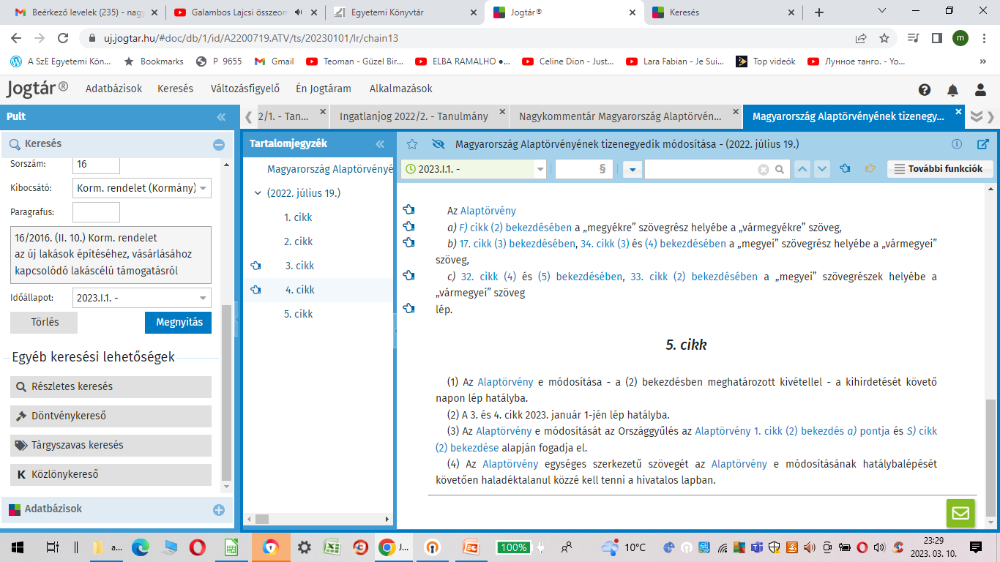 Beérkező levelek (235) - nagy
Galambos Lajcsi összeom
Egyetemi Könyvtár
Jogtár®
Keresés
uj.jogtar.hu/#doc/db/1/id/A2200719.ATV/ts/20230101/lr/chain13
m
A SzE Egyetemi Kön...
Bookmarks
P 9655
Gmail
Teoman - Güzel Bir...
ELBA RAMALHO ●...
Celine Dion - Just...
Lara Fabian - Je Sui...
Top videók
Лунное танго. - Yo...
»
Jogtár®
Adatbázisok
Keresés
Változásfigyelő
Én Jogtáram
Alkalmazások
Pult
2/1. - Tan...
Ingatlanjog 2022/2. - Tanulmány
Nagykommentár Magyarország Alaptörvén...
Magyarország Alaptörvényének tizenegy...
Keresés
Sorszám:
16
Kibocsátó:
Korm. rendelet (Kormány)
Paragrafus:
16/2016. (II. 10.) Korm. rendelet
az új lakások építéséhez, vásárlásához
kapcsolódó lakáscélú támogatásról
Időállapot:
2023.I.1. -
Törlés
Megnyitás
Egyéb keresési lehetőségek
Részletes keresés
Döntvénykereső
Tárgyszavas keresés
K Közlönykereső
Adatbázisok
Tartalomjegyzék
Magyarország Alaptörvényé
(2022. július 19.)
1. cikk
2. cikk
3. cikk
4. cikk
5. cikk
Magyarország Alaptörvényének tizenegyedik módosítása - (2022. július 19.)
2023.I.1. -
§
További funkciók
Az Alaptörvény
a) F) cikk (2) bekezdésében a „megyékre” szövegrész helyébe a „vármegyékre” szöveg,
b) 17. cikk (3) bekezdésében, 34. cikk (3) és (4) bekezdésében a „megyei” szövegrész helyébe a „vármegyei”
szöveg,
c) 32. cikk (4) és (5) bekezdésében, 33. cikk (2) bekezdésében a „megyei” szövegrészek helyébe a
„vármegyei” szöveg
lép.
5. cikk
(1) Az Alaptörvény e módosítása - a (2) bekezdésben meghatározott kivétellel - a kihirdetését követő
napon lép hatályba.
(2) A 3. és 4. cikk 2023. január 1-jén lép hatályba.
(3) Az Alaptörvény e módosítását az Országgyűlés az Alaptörvény 1. cikk (2) bekezdés a) pontja és S) cikk
(2) bekezdése alapján fogadja el.
(4) Az Alaptörvény egységes szerkezetű szövegét az Alaptörvény e módosításának hatálybalépését
követően haladéktalanul közzé kell tenni a hivatalos lapban.
a...
J...
100%
10°C
23:29
2023. 03. 10.